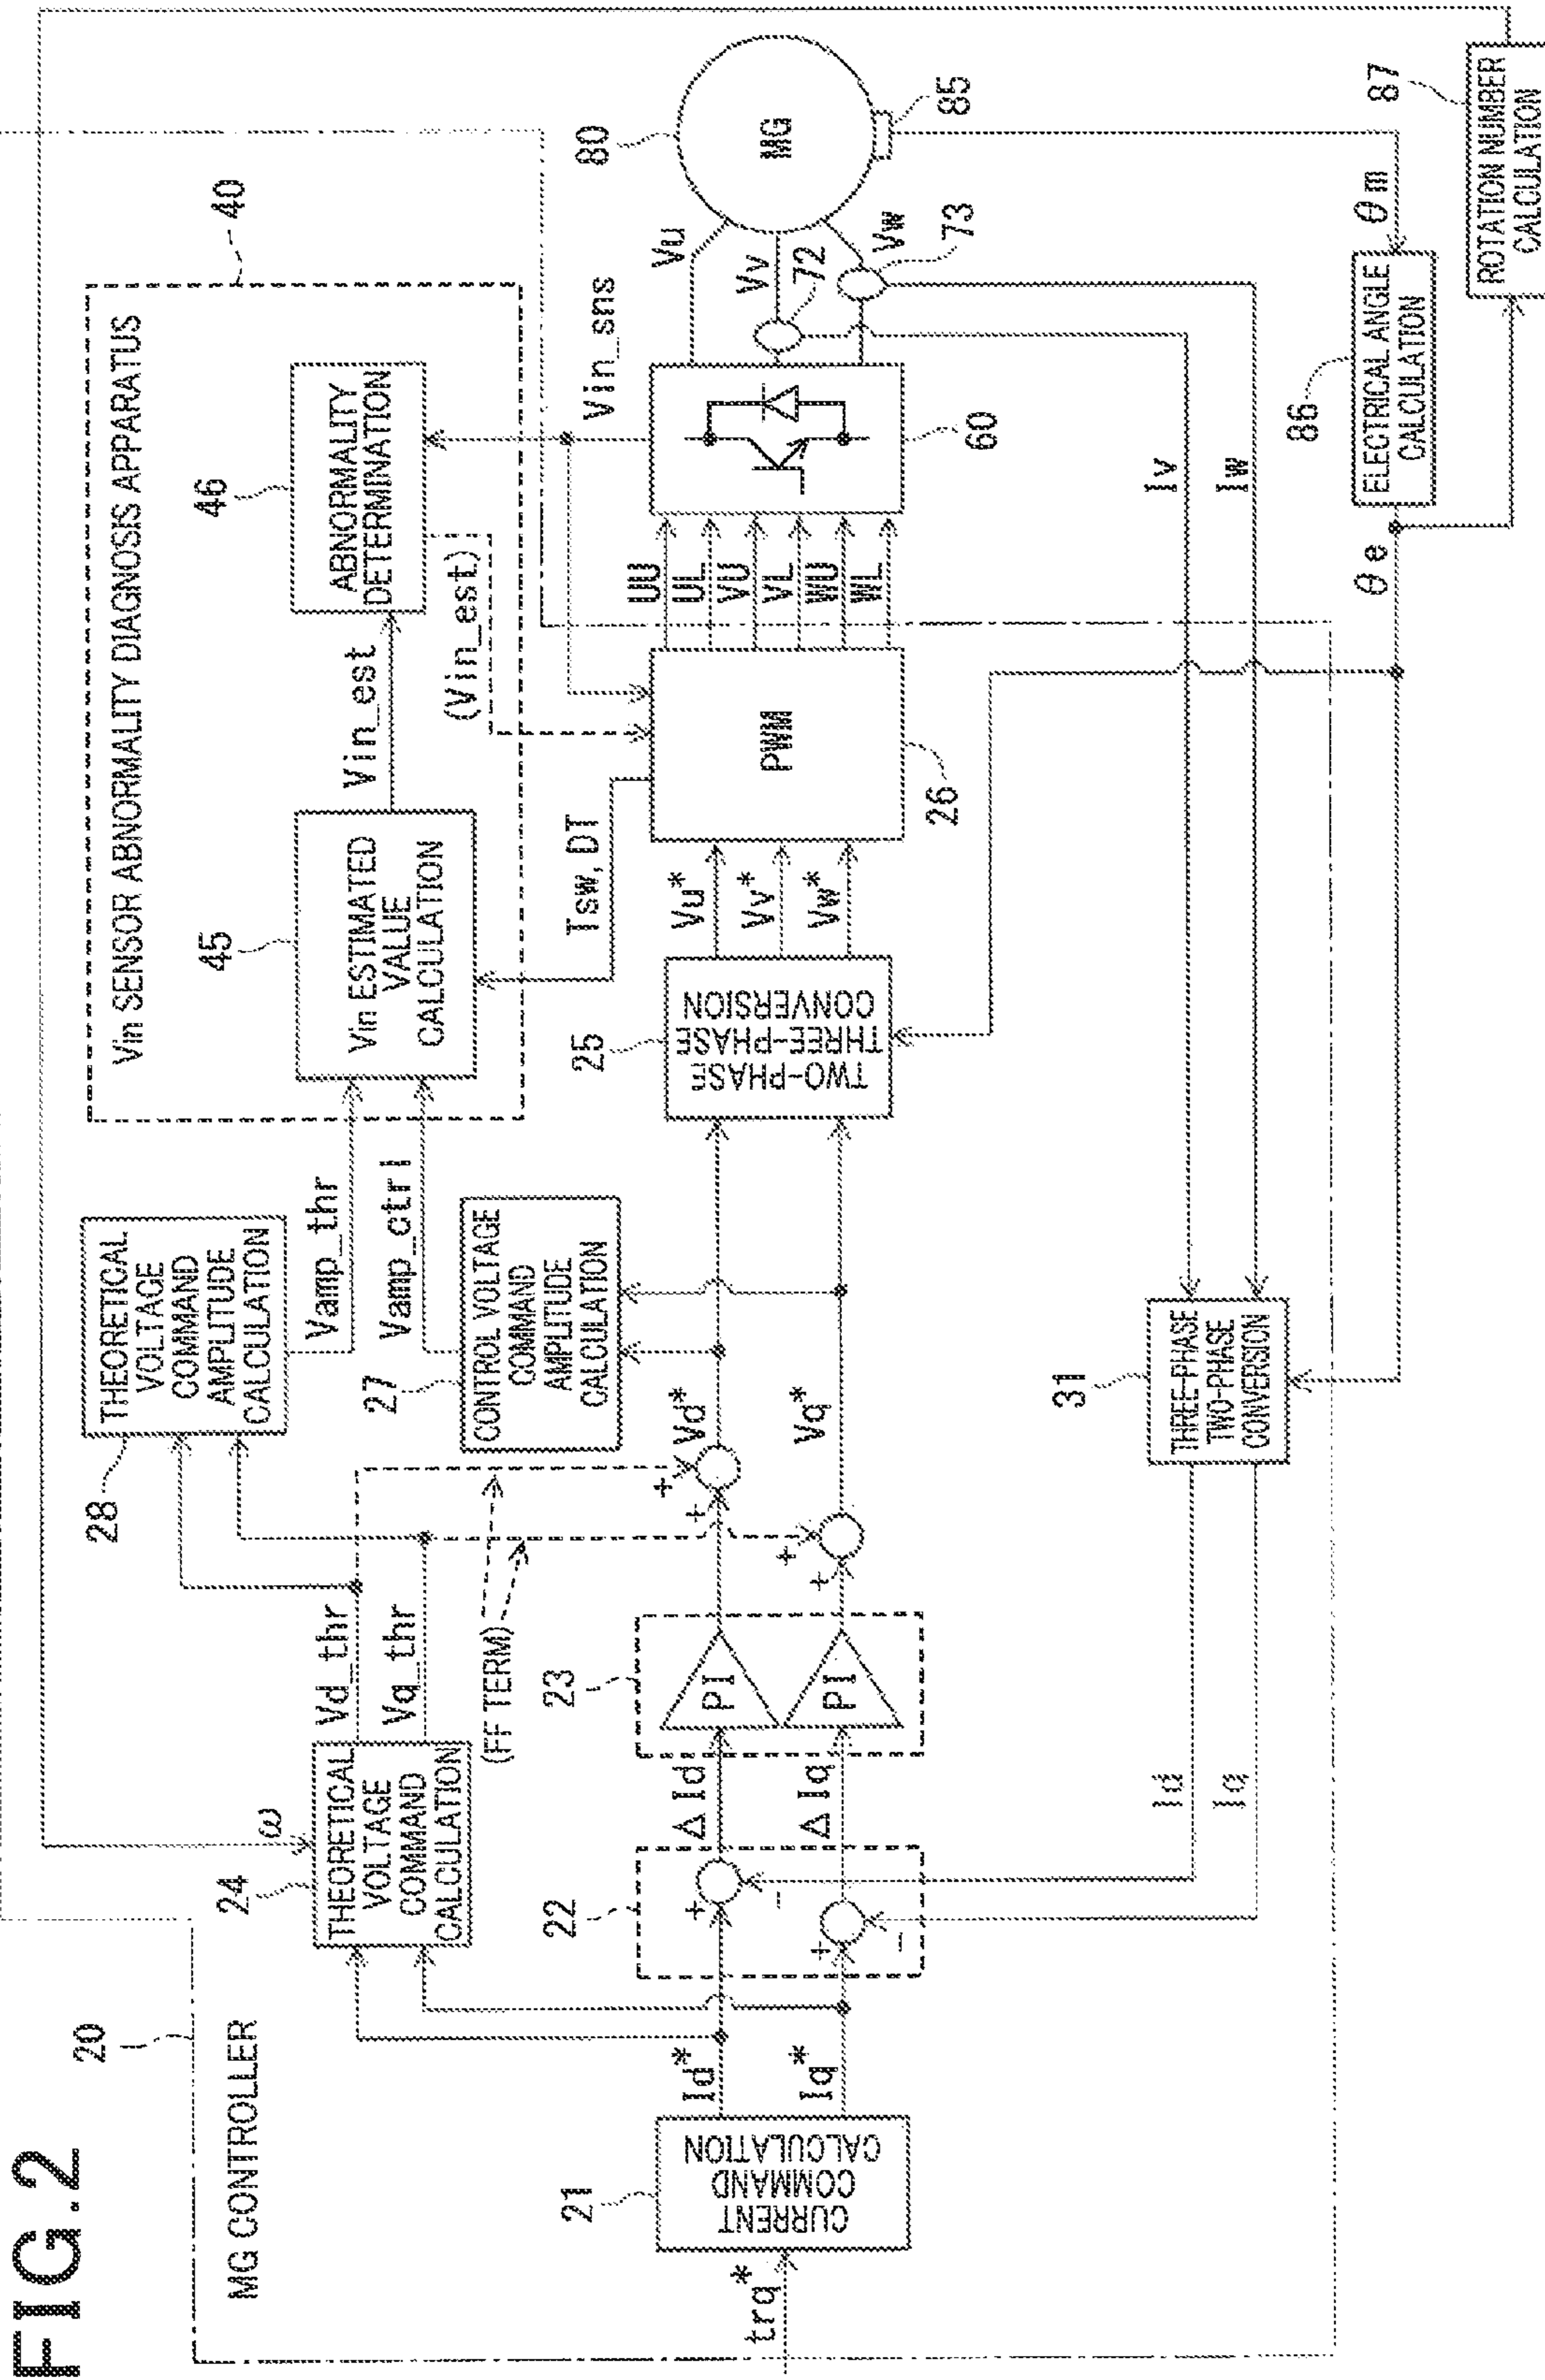 FIG.2
20
MG CONTROLLER
trq*
21
CURRENT
COMMAND
CALCULATION
Id*
Iq*
22
+
-
+
-
ΔId
ΔIq
23
PI
PI
24
ω
THEORETICAL
VOLTAGE
COMMAND
CALCULATION
Vd_thr
Vq_thr
(FF TERM)
+
+
+
+
Vd*
Vq*
28
THEORETICAL
VOLTAGE
COMMAND
AMPLITUDE
CALCULATION
Vamp_thr
Vamp_ctrl
27
CONTROL VOLTAGE
COMMAND
AMPLITUDE
CALCULATION
25
TWO-PHASE
THREE-PHASE
CONVERSION
Vu*
Vv*
Vw*
Vin SENSOR ABNORMALITY DIAGNOSIS APPARATUS
40
45
Vin ESTIMATED
VALUE
CALCULATION
Vin_est
46
ABNORMALITY
DETERMINATION
(Vin_est)
Tsw, DT
Vin_sns
PWM
26
UU
UL
VU
VL
WU
WL
60
Vu
Vv
Vw
72
73
80
MG
85
Iv
Iw
31
THREE-PHASE
TWO-PHASE
CONVERSION
Id
Iq
86
ELECTRICAL ANGLE
CALCULATION
θm
θe
87
ROTATION NUMBER
CALCULATION